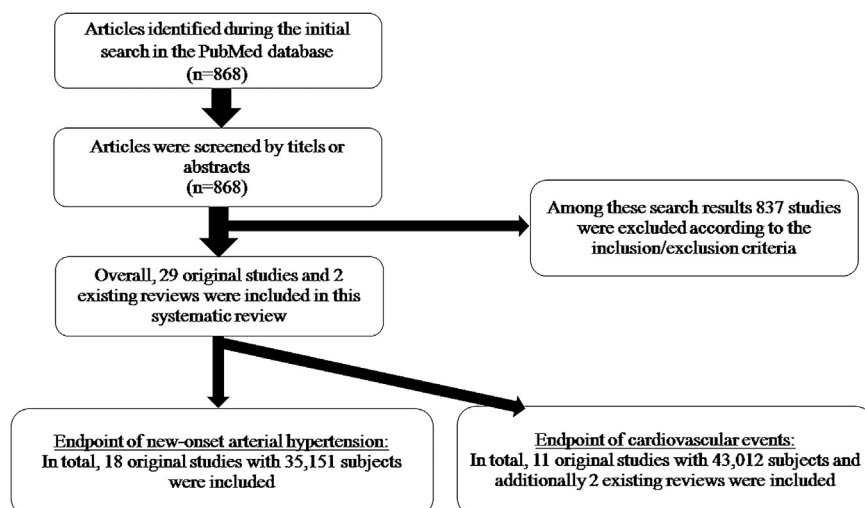 Articles identified during the initial
search in the PubMed database
(n=868)
Articles were screened by titels or
abstracts
(n=868)
Among these search results 837 studies
were excluded according to the
inclusion/exclusion criteria
Overall, 29 original studies and 2
existing reviews were included in this
systematic review
Endpoint of new-onset arterial hypertension:
In total, 18 original studies with 35,151 subjects
were included
Endpoint of cardiovascular events:
In total, 11 original studies with 43,012 subjects and
additionally 2 existing reviews were included